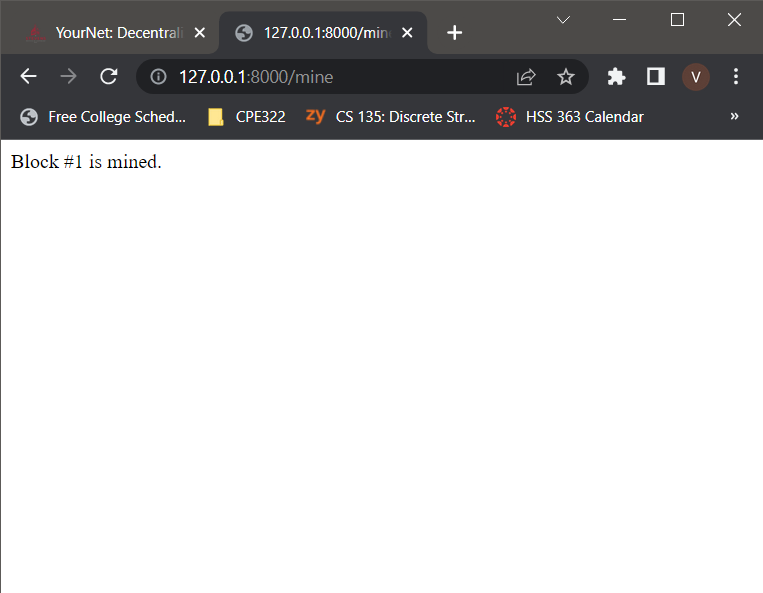 YourNet: Decentrali
127.0.0.1:8000/min
127.0.0.1:8000/mine
V
Free College Sched...
CPE322
zy CS 135: Discrete Str...
HSS 363 Calendar
»
Block #1 is mined.